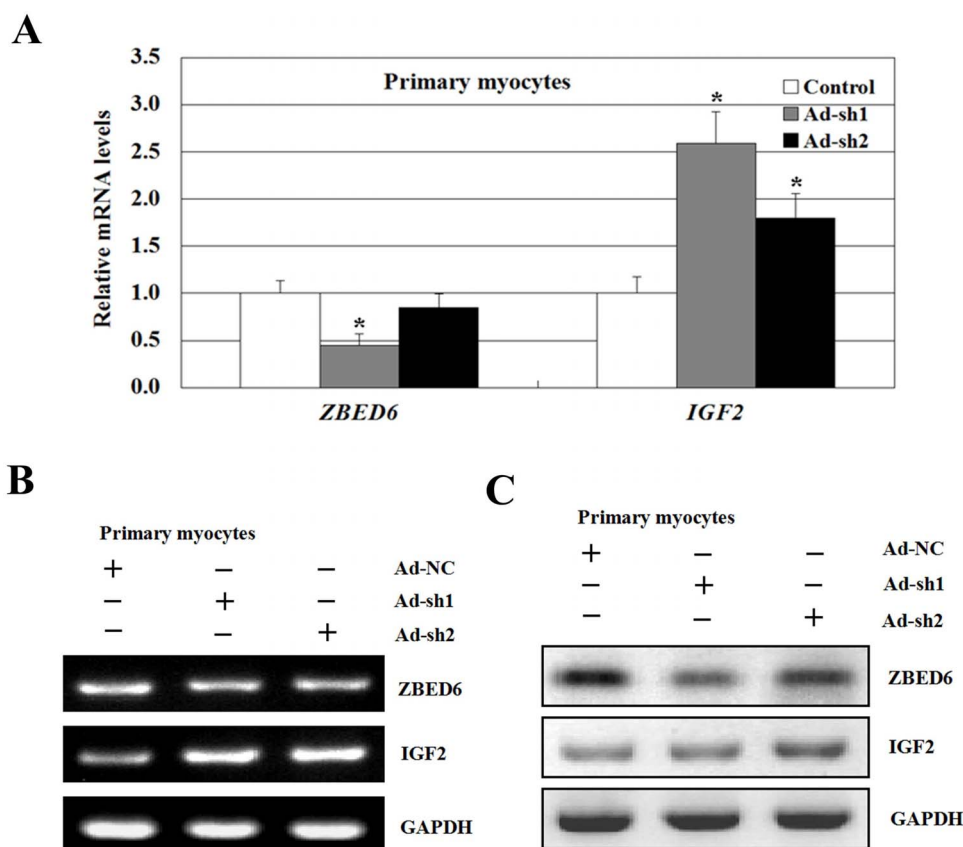 A
3.5
3.0
2.5
2.0
1.5
1.0
0.5
0.0
Relative mRNA levels
Primary myocytes
Control
Ad-sh1
Ad-sh2
*
*
*
ZBED6
IGF2
B
Primary myocytes
+ − − Ad-NC
− + − Ad-sh1
− − + Ad-sh2
ZBED6
IGF2
GAPDH
C
Primary myocytes
+ − − Ad-NC
− + − Ad-sh1
− − + Ad-sh2
ZBED6
IGF2
GAPDH